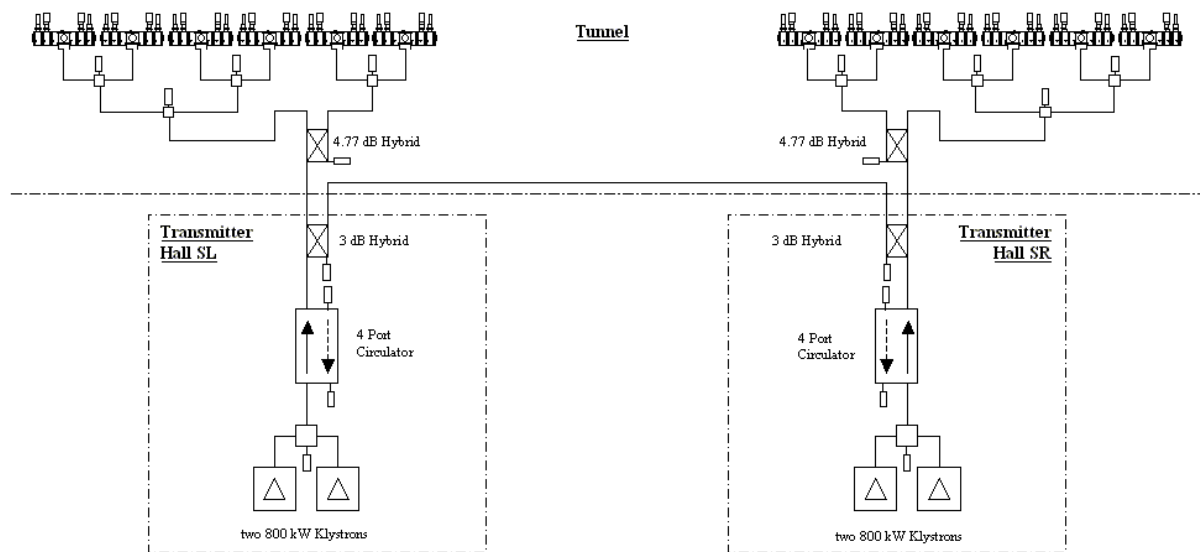 Tunnel
4.77 dB Hybrid
4.77 dB Hybrid
Transmitter
Hall SL
3 dB Hybrid
3 dB Hybrid
Transmitter
Hall SR
4 Port
Circulator
4 Port
Circulator
two 800 kW Klystrons
two 800 kW Klystrons